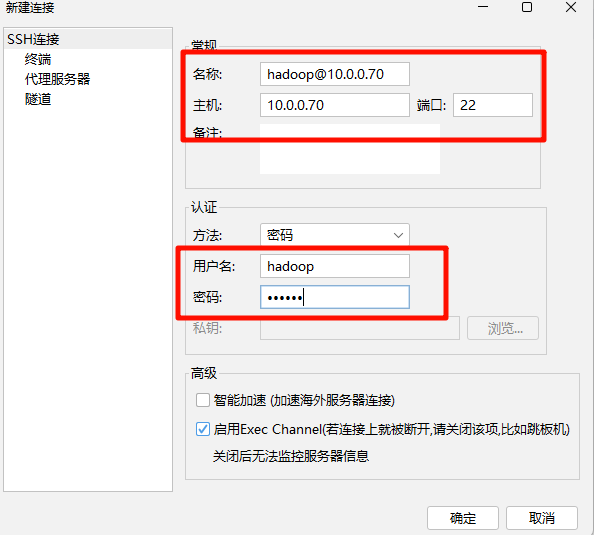 新建连接
SSH连接
终端
代理服务器
隧道
常规
名称: hadoop@10.0.0.70
主机: 10.0.0.70 端口: 22
备注:
认证
方法: 密码
用户名: hadoop
密码: ••••••
私钥: 浏览...
高级
智能加速 (加速海外服务器连接)
启用Exec Channel(若连接上就被断开,请关闭该项,比如跳板机)
关闭后无法监控服务器信息
确定 取消